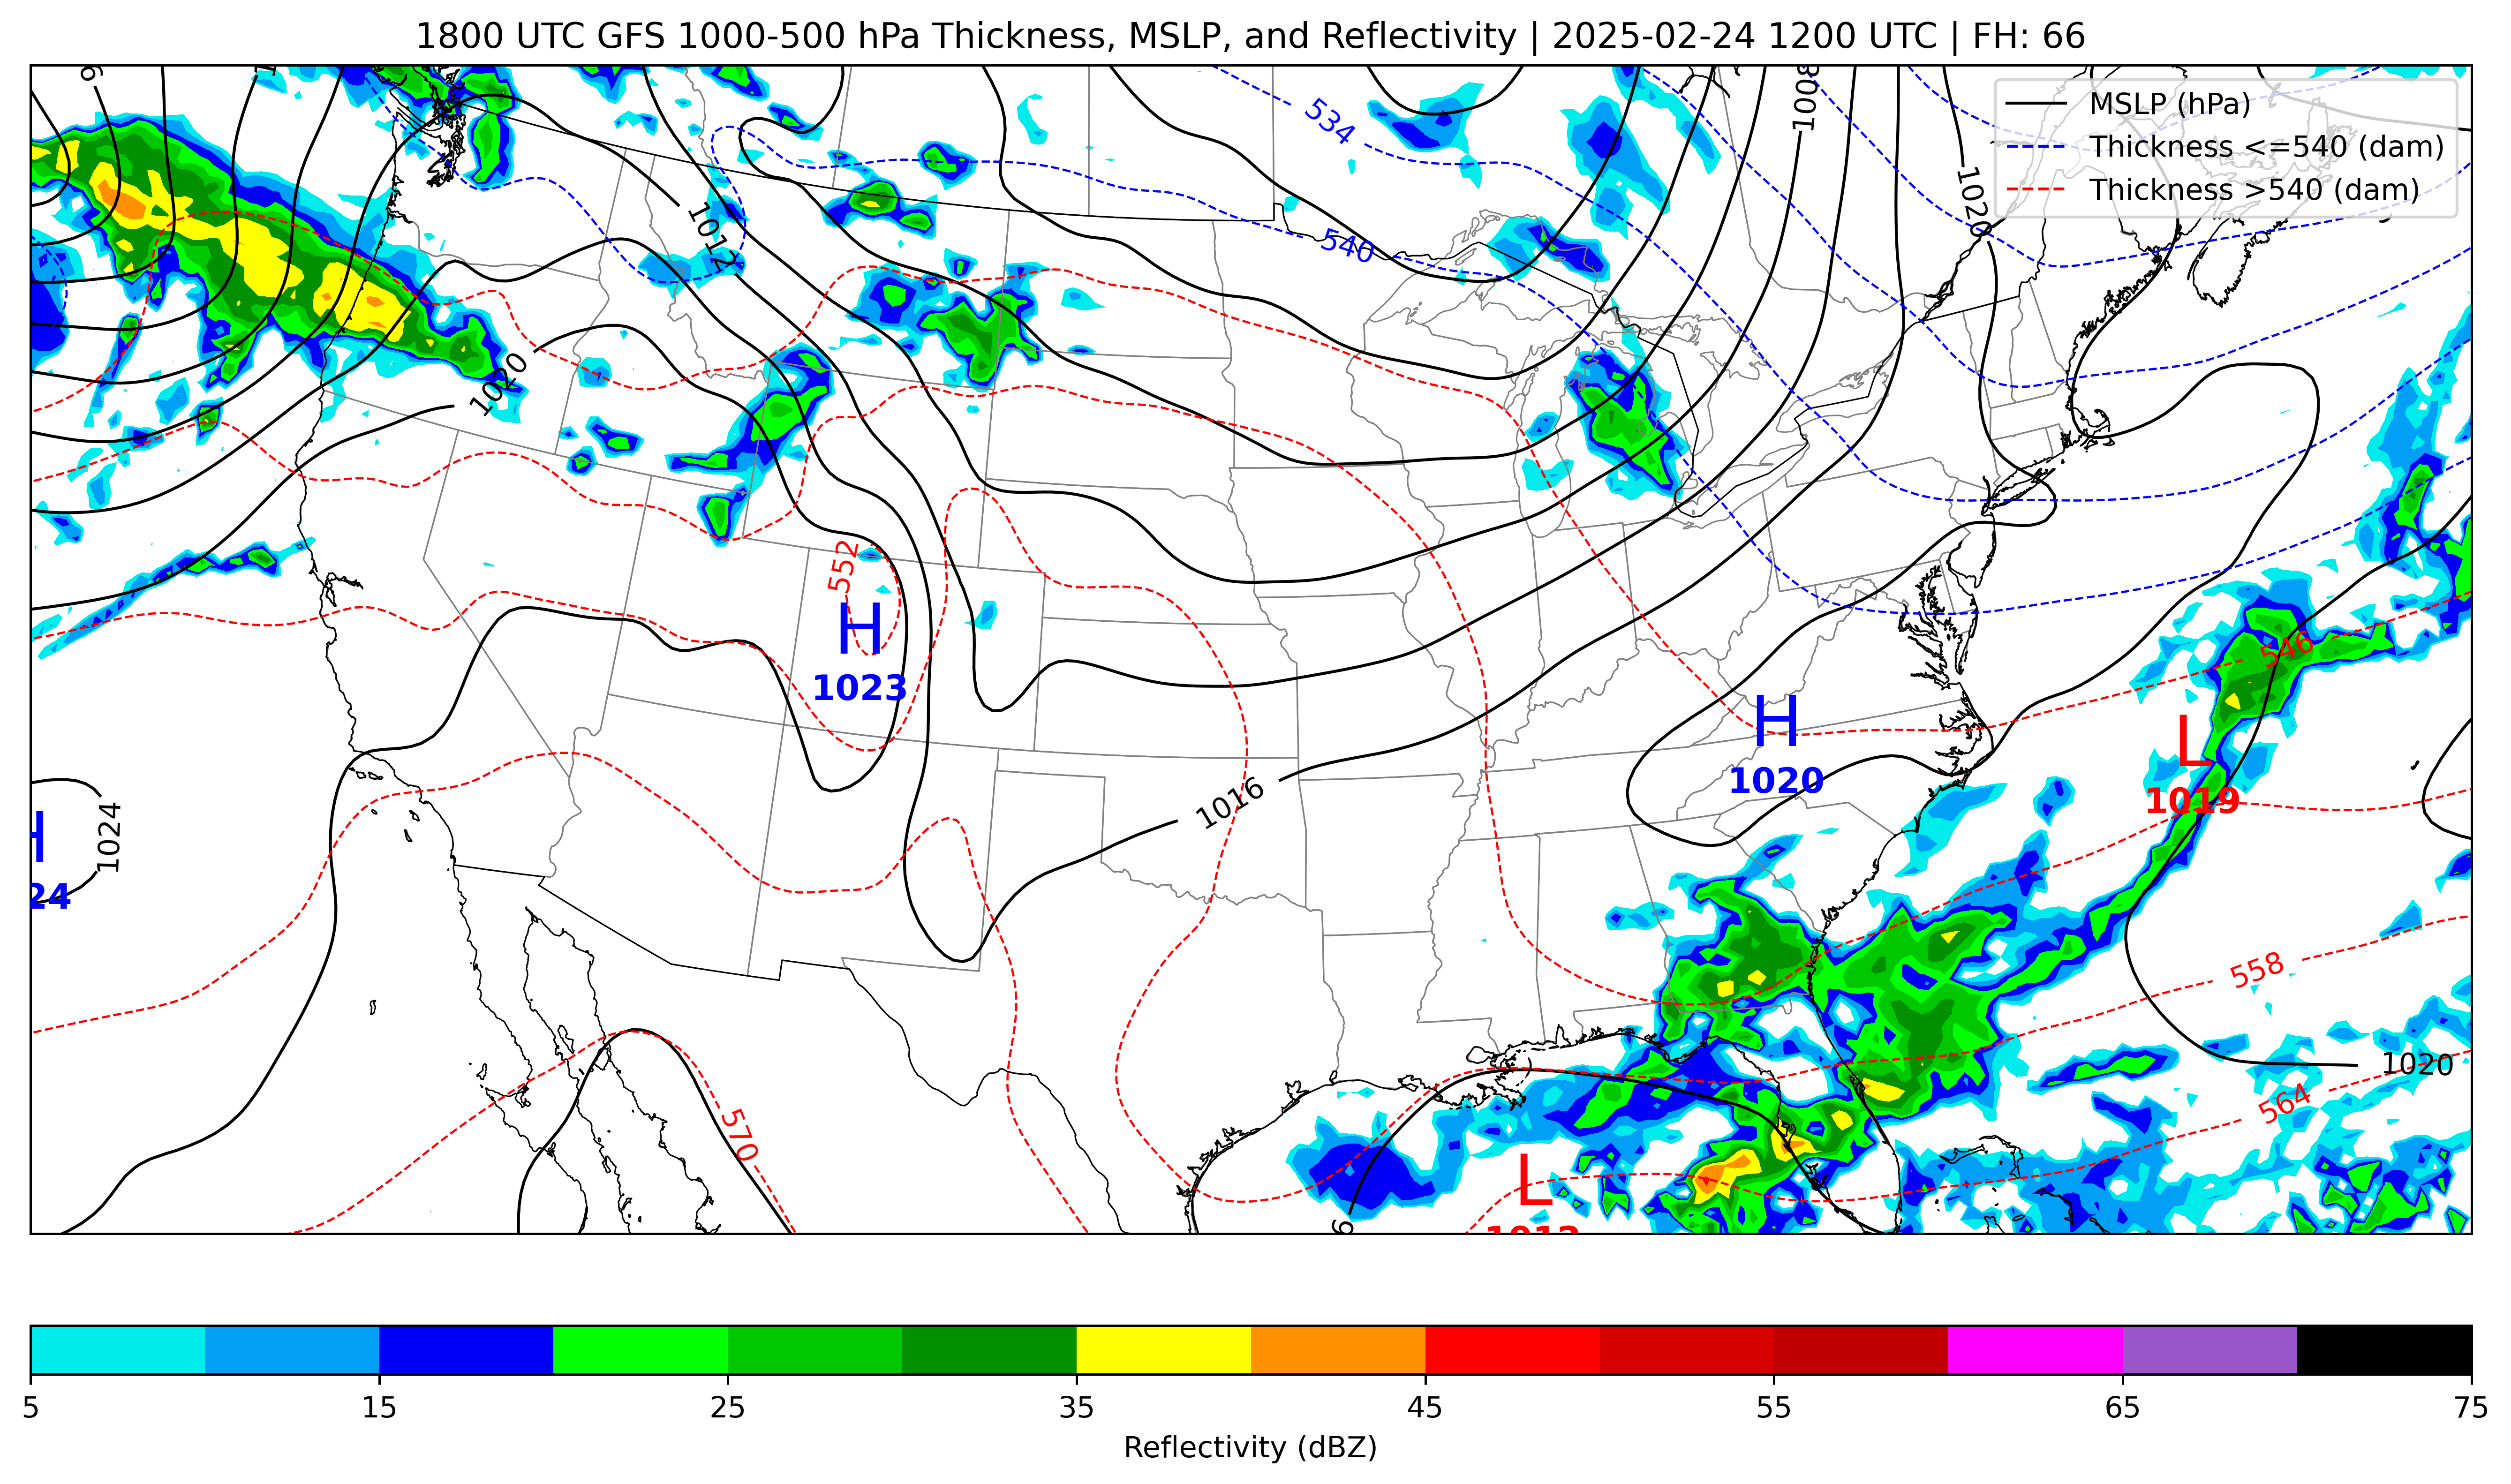 1800 UTC GFS 1000-500 hPa Thickness, MSLP, and Reflectivity | 2025-02-24 1200 UTC | FH: 66
MSLP (hPa)
Thickness <=540 (dam)
Thickness >540 (dam)
1008
534
1012
1020
540
1020
552
H
1023
546
H
1020
L
1019
1016
1024
H
24
558
1020
564
570
L
1012
6
5 15 25 35 45 55 65 75
Reflectivity (dBZ)